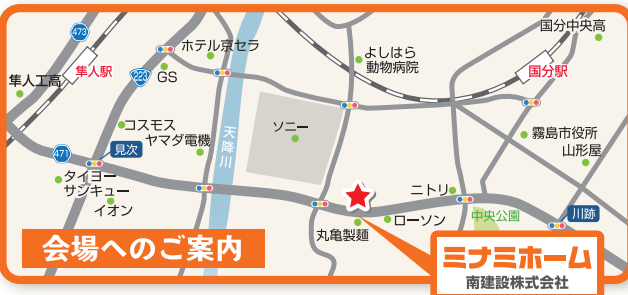 473
国分中央高
ホテル京セラ
よしはら
動物病院
隼人駅
国分駅
隼人工高
223
GS
コスモス
ヤマダ電機
ソニー
天降川
霧島市役所
山形屋
471
見次
タイヨー
サンキュー
イオン
ニトリ
中央公園
川跡
ローソン
丸亀製麺
会場へのご案内
ミナミホーム
南建設株式会社